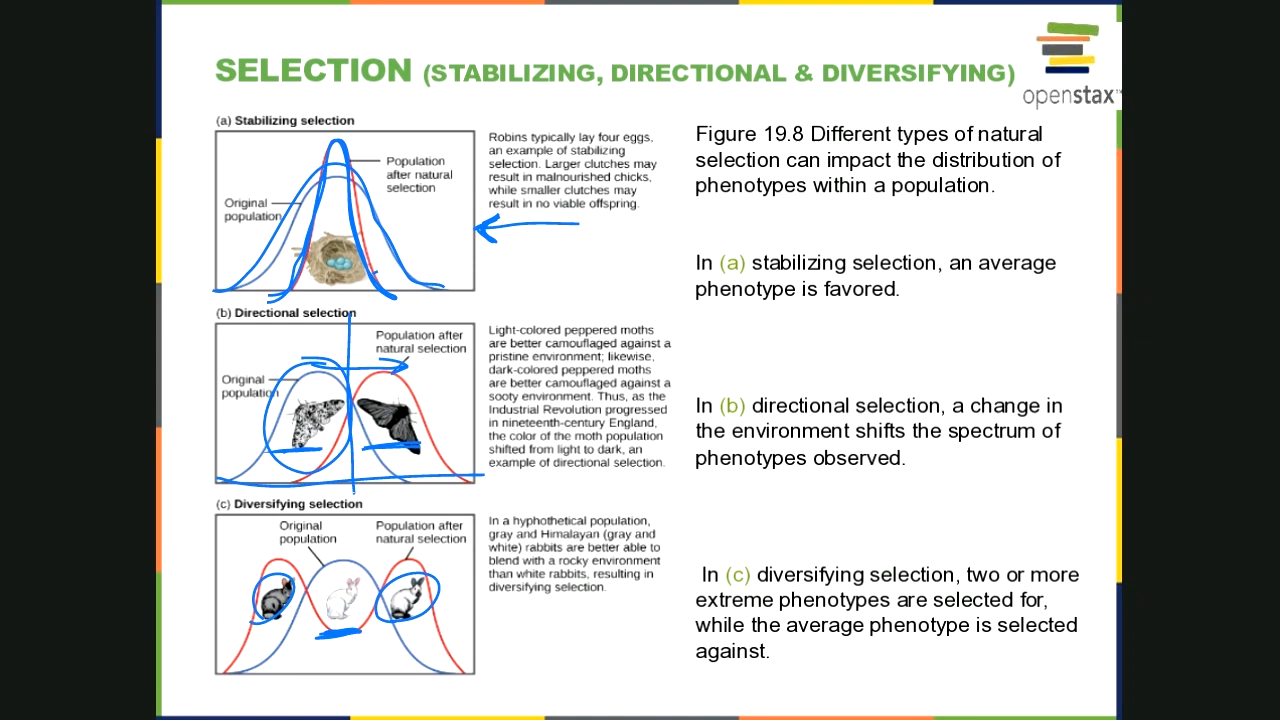 SELECTION (STABILIZING, DIRECTIONAL & DIVERSIFYING)
openstax™
(a) Stabilizing selection
Population
after natural
selection
Original
population
Robins typically lay four eggs,
an example of stabilizing
selection. Larger clutches may
result in malnourished chicks,
while smaller clutches may
result in no viable offspring.
Figure 19.8 Different types of natural
selection can impact the distribution of
phenotypes within a population.
In (a) stabilizing selection, an average
phenotype is favored.
(b) Directional selection
Population after
natural selection
Original
population
Light-colored peppered moths
are better camouflaged against a
pristine environment; likewise,
dark-colored peppered moths
are better camouflaged against a
sooty environment. Thus, as the
Industrial Revolution progressed
in nineteenth-century England,
the color of the moth population
shifted from light to dark, an
example of directional selection.
In (b) directional selection, a change in
the environment shifts the spectrum of
phenotypes observed.
(c) Diversifying selection
Original
population
Population after
natural selection
In a hyphothetical population,
gray and Himalayan (gray and
white) rabbits are better able to
blend with a rocky environment
than white rabbits, resulting in
diversifying selection.
In (c) diversifying selection, two or more
extreme phenotypes are selected for,
while the average phenotype is selected
against.